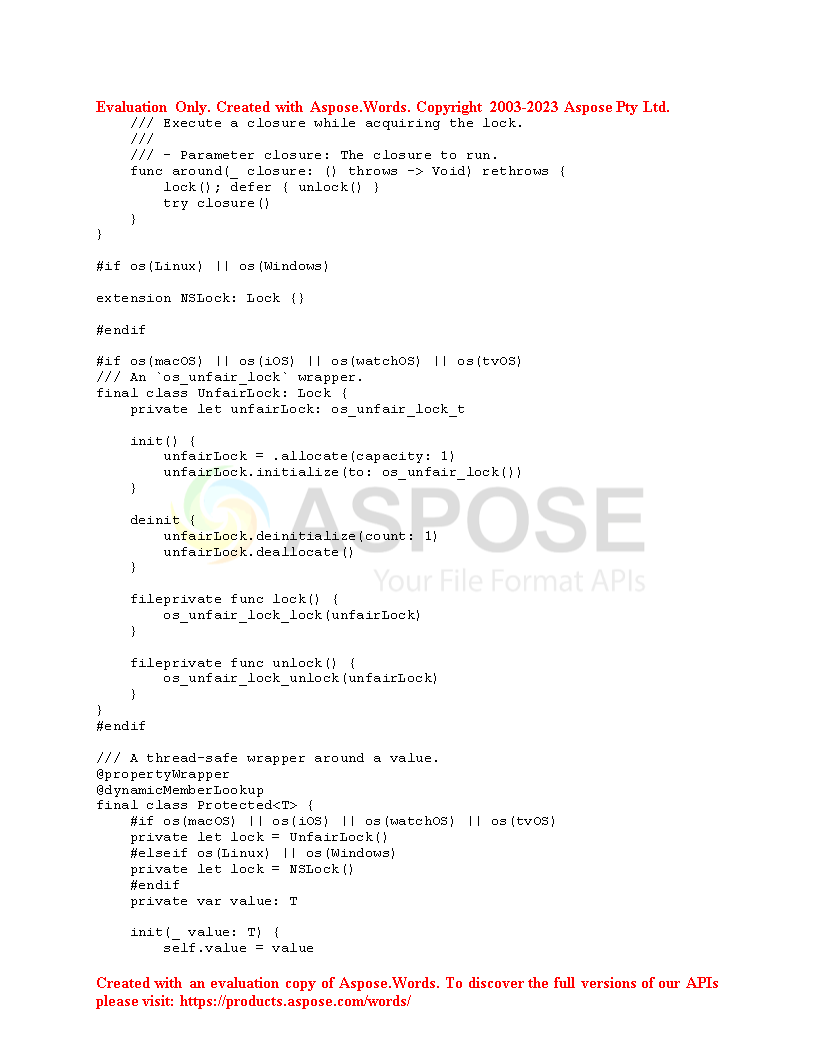 Evaluation Only. Created with Aspose.Words. Copyright 2003-2023 Aspose Pty Ltd.
    /// Execute a closure while acquiring the lock.
    ///
    /// - Parameter closure: The closure to run.
    func around(_ closure: () throws -> Void) rethrows {
        lock(); defer { unlock() }
        try closure()
    }
}

#if os(Linux) || os(Windows)

extension NSLock: Lock {}

#endif

#if os(macOS) || os(iOS) || os(watchOS) || os(tvOS)
/// An `os_unfair_lock` wrapper.
final class UnfairLock: Lock {
    private let unfairLock: os_unfair_lock_t

    init() {
        unfairLock = .allocate(capacity: 1)
        unfairLock.initialize(to: os_unfair_lock())
    }

    deinit {
        unfairLock.deinitialize(count: 1)
        unfairLock.deallocate()
    }

    fileprivate func lock() {
        os_unfair_lock_lock(unfairLock)
    }

    fileprivate func unlock() {
        os_unfair_lock_unlock(unfairLock)
    }
}
#endif

/// A thread-safe wrapper around a value.
@propertyWrapper
@dynamicMemberLookup
final class Protected<T> {
    #if os(macOS) || os(iOS) || os(watchOS) || os(tvOS)
    private let lock = UnfairLock()
    #elseif os(Linux) || os(Windows)
    private let lock = NSLock()
    #endif
    private var value: T

    init(_ value: T) {
        self.value = value
ASPOSE
Your File Format APIs
Created with an evaluation copy of Aspose.Words. To discover the full versions of our APIs
please visit: https://products.aspose.com/words/